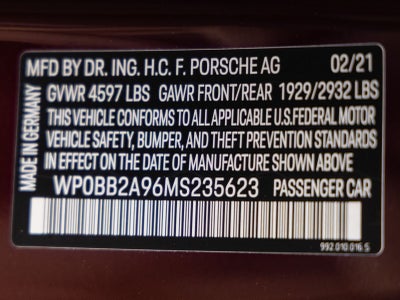 MFD BY DR. ING. H.C. F. PORSCHE AG 02/21
GVWR 4597 LBS GAWR FRONT/REAR 1929/2932 LBS
THIS VEHICLE CONFORMS TO ALL APPLICABLE U.S.FEDERAL MOTOR
VEHICLE SAFETY, BUMPER, AND THEFT PREVENTION STANDARDS
IN EFFECT ON THE DATE OF MANUFACTURE SHOWN ABOVE
WP0BB2A96MS235623 PASSENGER CAR
992 010 016 S
MADE IN GERMANY